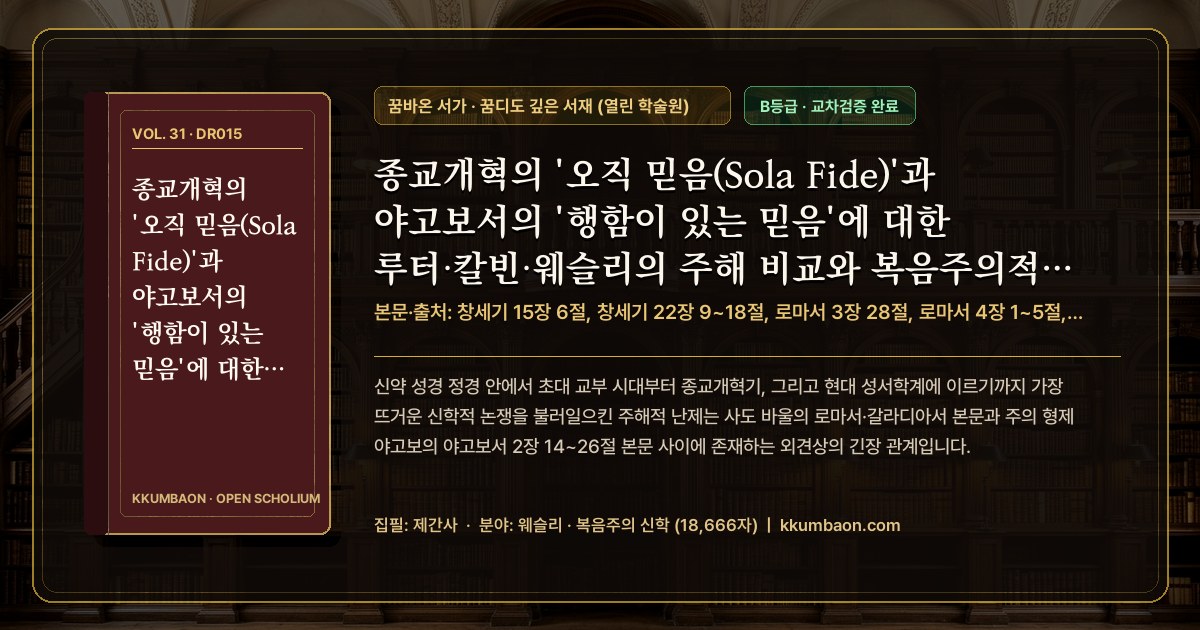 VOL. 31 · DR015
종교개혁의
'오직 믿음(Sola
Fide)'과
야고보서의
'행함이 있는
믿음'에 대한…
KKUMBAON · OPEN SCHOLIUM
꿈바온 서가 · 꿈디도 깊은 서재 (열린 학술원)
B등급 · 교차검증 완료
종교개혁의 '오직 믿음(Sola Fide)'과
야고보서의 '행함이 있는 믿음'에 대한
루터·칼빈·웨슬리의 주해 비교와 복음주의적…
본문·출처: 창세기 15장 6절, 창세기 22장 9~18절, 로마서 3장 28절, 로마서 4장 1~5절,...
신약 성경 정경 안에서 초대 교부 시대부터 종교개혁기, 그리고 현대 성서학계에 이르기까지 가장
뜨거운 신학적 논쟁을 불러일으킨 주해적 난제는 사도 바울의 로마서·갈라디아서 본문과 주의 형제
야고보의 야고보서 2장 14~26절 본문 사이에 존재하는 외견상의 긴장 관계입니다.
집필: 제간사 · 분야: 웨슬리 · 복음주의 신학 (18,666자) | kkumbaon.com